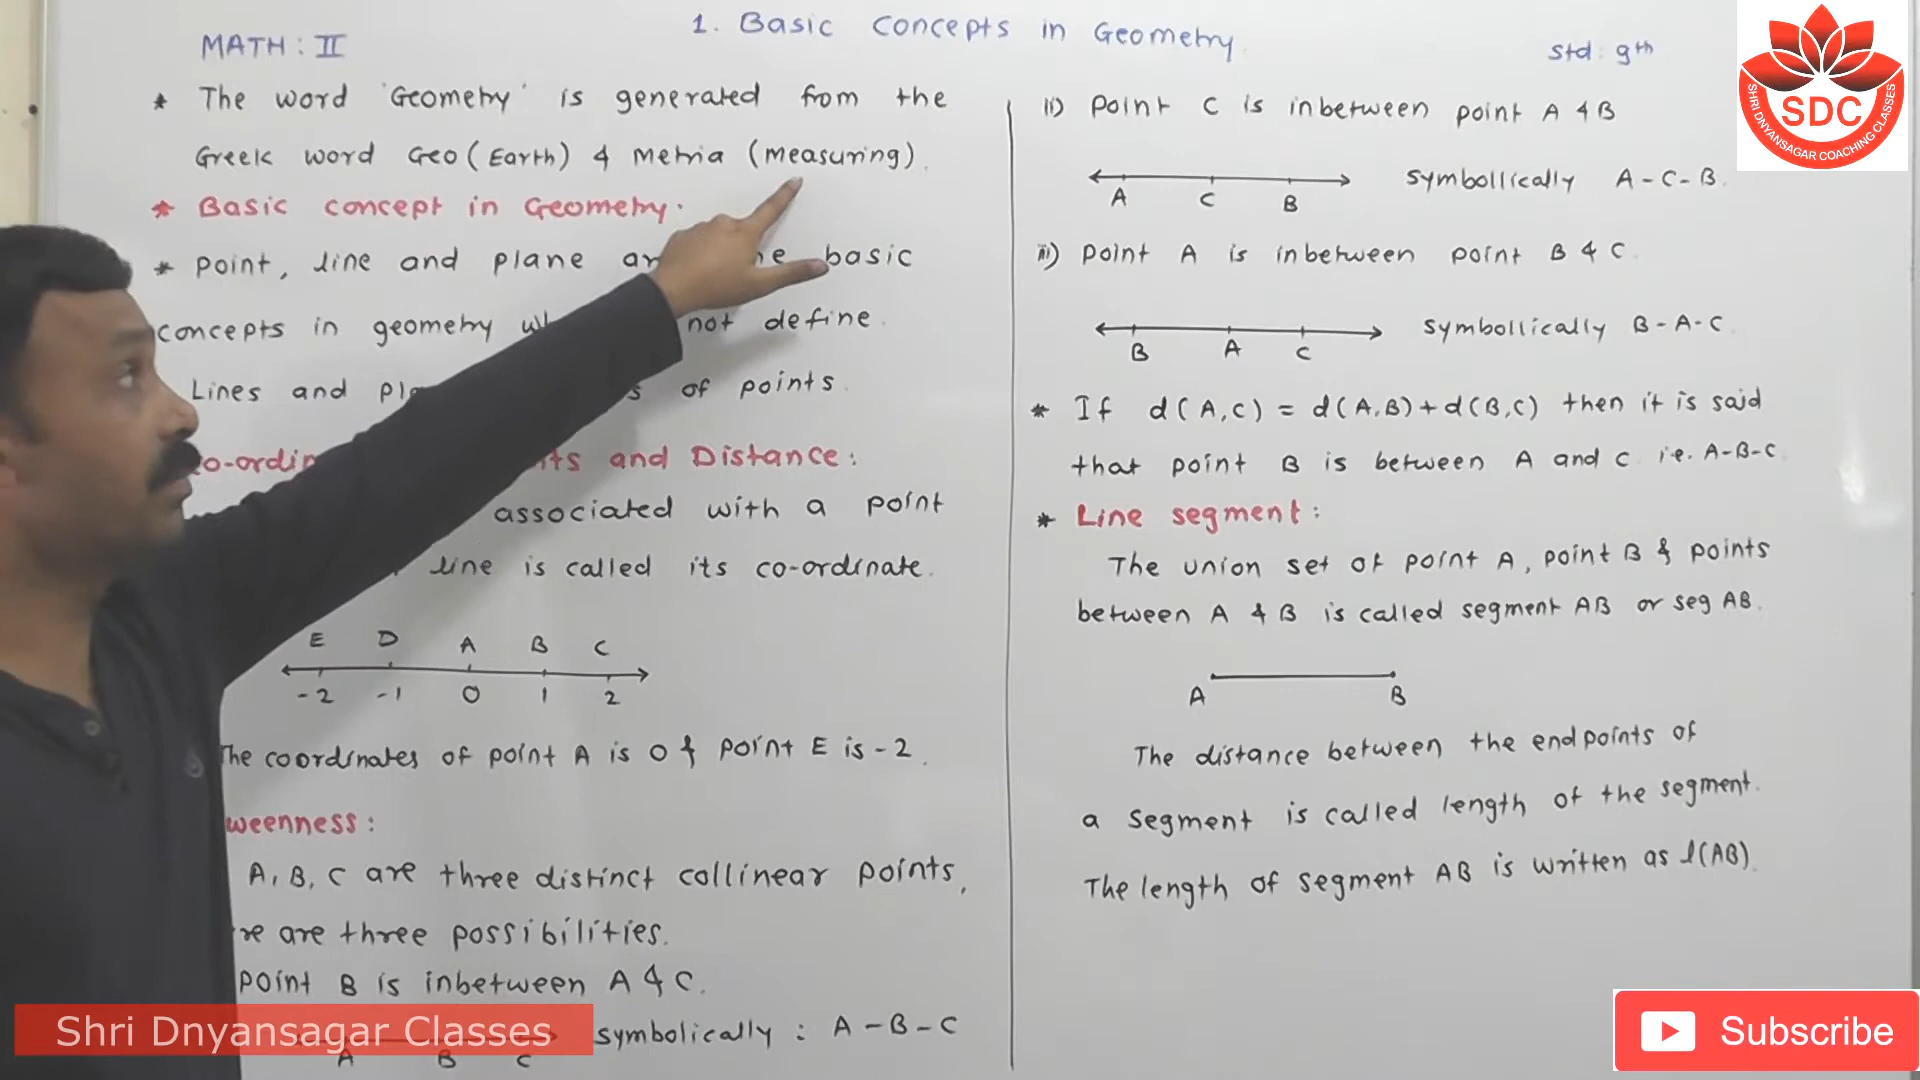 1. Basic concepts in Geometry
MATH : II
Std : 9th
* The word 'Geometry' is generated from the
Greek word Geo (Earth) & Metria (measuring).
* Basic concept in Geometry.
* Point, line and plane basic
concepts in geometry not define.
Lines and of points.
and Distance :
associated with a point
line is called its co-ordinate.
E D A B C
-2 -1 0 1 2
The coordinates of point A is 0 & point E is -2.
A, B, C are three distinct collinear points,
are three possibilities.
point B is inbetween A & C.
A B C symbolically : A - B - C
ii) Point C is inbetween point A & B
A C B symbollically A - C - B.
iii) Point A is inbetween point B & C.
B A C symbollically B - A - C.
* If d(A,C) = d(A,B) + d(B,C) then it is said
that point B is between A and C i.e. A-B-C.
* Line segment :
The union set of point A, point B & points
between A & B is called segment AB or seg AB.
A B
The distance between the endpoints of
a segment is called length of the segment.
The length of segment AB is written as l(AB).
SDC
SHRI DNYANSAGAR COACHING CLASSES
Shri Dnyansagar Classes
Subscribe